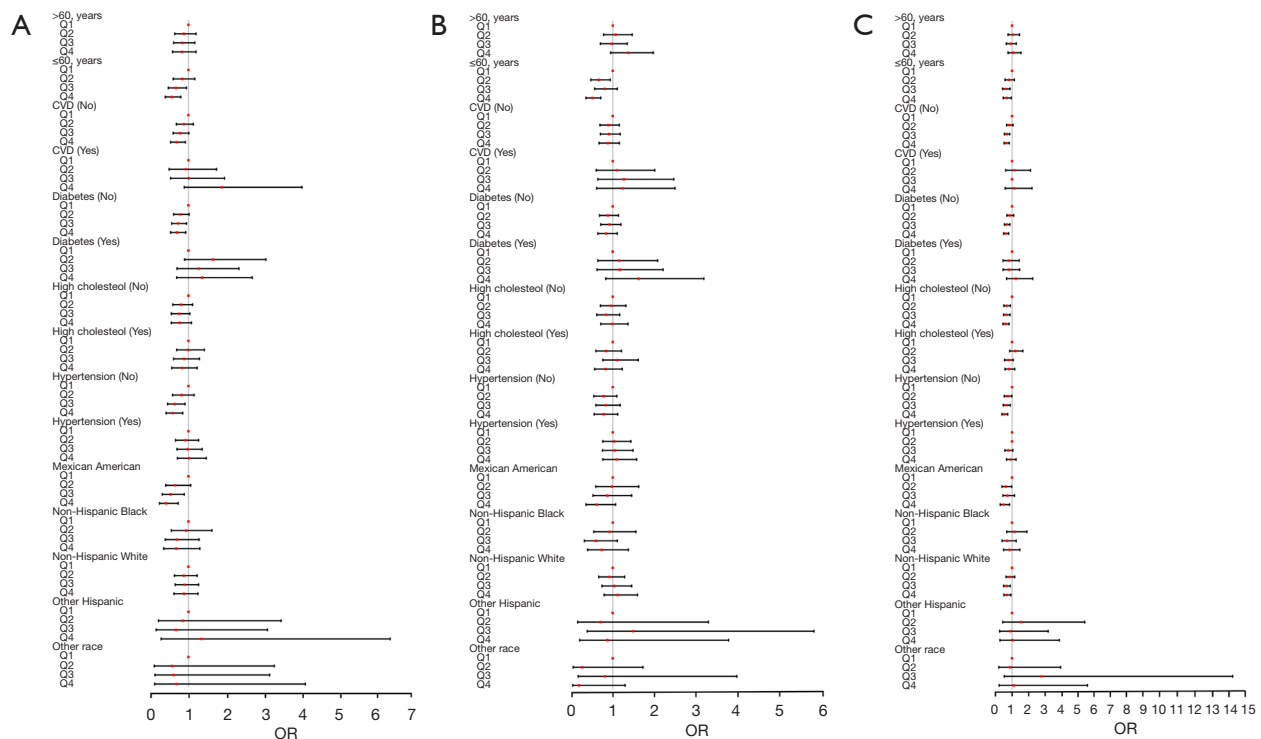 A
>60, years
Q1
Q2
Q3
Q4
≤60, years
Q1
Q2
Q3
Q4
CVD (No)
Q1
Q2
Q3
Q4
CVD (Yes)
Q1
Q2
Q3
Q4
Diabetes (No)
Q1
Q2
Q3
Q4
Diabetes (Yes)
Q1
Q2
Q3
Q4
High cholesteol (No)
Q1
Q2
Q3
Q4
High cholesteol (Yes)
Q1
Q2
Q3
Q4
Hypertension (No)
Q1
Q2
Q3
Q4
Hypertension (Yes)
Q1
Q2
Q3
Q4
Mexican American
Q1
Q2
Q3
Q4
Non-Hispanic Black
Q1
Q2
Q3
Q4
Non-Hispanic White
Q1
Q2
Q3
Q4
Other Hispanic
Q1
Q2
Q3
Q4
Other race
Q1
Q2
Q3
Q4
0 1 2 3 4 5 6 7
OR
B
>60, years
Q1
Q2
Q3
Q4
≤60, years
Q1
Q2
Q3
Q4
CVD (No)
Q1
Q2
Q3
Q4
CVD (Yes)
Q1
Q2
Q3
Q4
Diabetes (No)
Q1
Q2
Q3
Q4
Diabetes (Yes)
Q1
Q2
Q3
Q4
High cholesteol (No)
Q1
Q2
Q3
Q4
High cholesteol (Yes)
Q1
Q2
Q3
Q4
Hypertension (No)
Q1
Q2
Q3
Q4
Hypertension (Yes)
Q1
Q2
Q3
Q4
Mexican American
Q1
Q2
Q3
Q4
Non-Hispanic Black
Q1
Q2
Q3
Q4
Non-Hispanic White
Q1
Q2
Q3
Q4
Other Hispanic
Q1
Q2
Q3
Q4
Other race
Q1
Q2
Q3
Q4
0 1 2 3 4 5 6
OR
C
>60, years
Q1
Q2
Q3
Q4
≤60, years
Q1
Q2
Q3
Q4
CVD (No)
Q1
Q2
Q3
Q4
CVD (Yes)
Q1
Q2
Q3
Q4
Diabetes (No)
Q1
Q2
Q3
Q4
Diabetes (Yes)
Q1
Q2
Q3
Q4
High cholesteol (No)
Q1
Q2
Q3
Q4
High cholesteol (Yes)
Q1
Q2
Q3
Q4
Hypertension (No)
Q1
Q2
Q3
Q4
Hypertension (Yes)
Q1
Q2
Q3
Q4
Mexican American
Q1
Q2
Q3
Q4
Non-Hispanic Black
Q1
Q2
Q3
Q4
Non-Hispanic White
Q1
Q2
Q3
Q4
Other Hispanic
Q1
Q2
Q3
Q4
Other race
Q1
Q2
Q3
Q4
0 1 2 3 4 5 6 7 8 9 10 11 12 13 14 15
OR